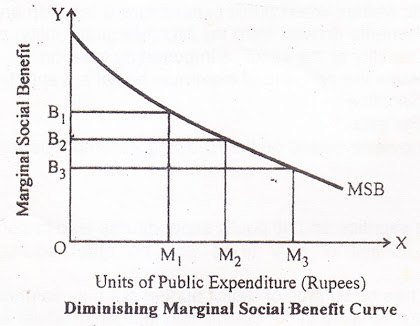 Y
Marginal Social Benefit
B1
B2
B3
MSB
O
M1
M2
M3
X
Units of Public Expenditure (Rupees)
Diminishing Marginal Social Benefit Curve